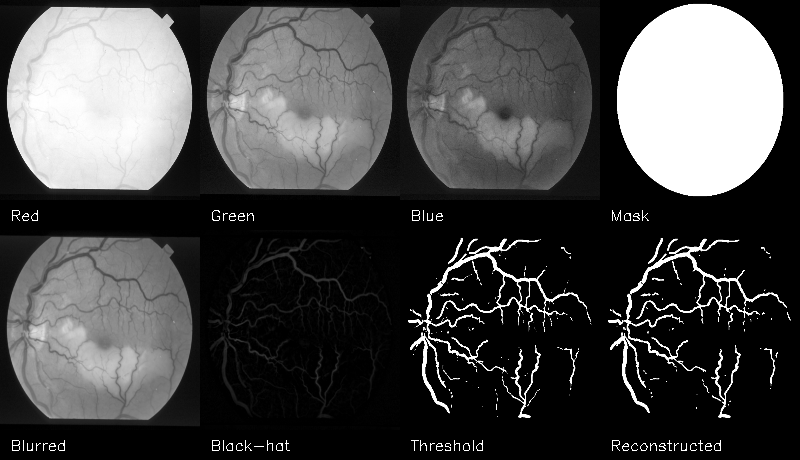 Red
Green
Blue
Mask
Blurred
Black-hat
Threshold
Reconstructed